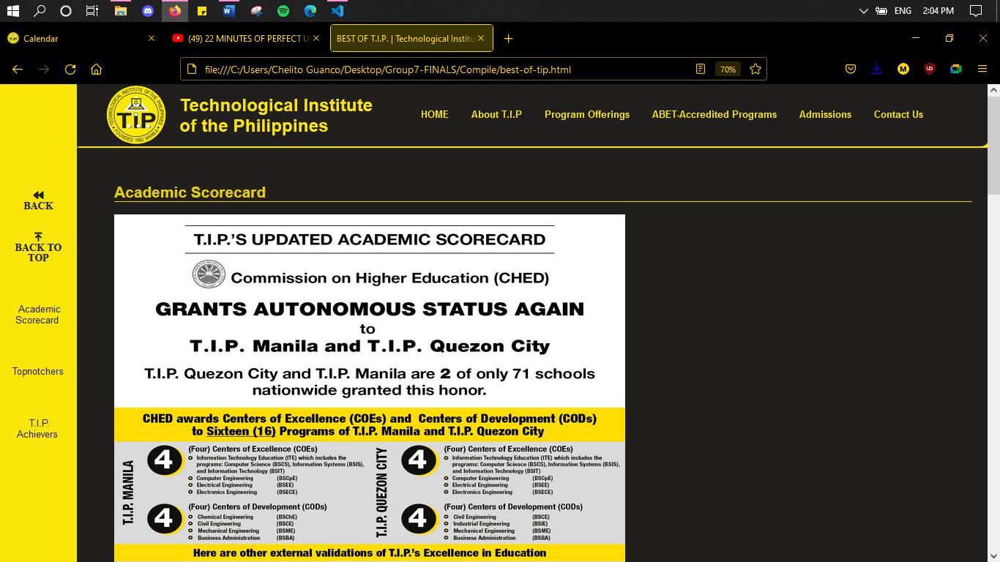 ENG 2:04 PM
Calendar
(49) 22 MINUTES OF PERFECT U
BEST OF T.I.P. | Technological Institu
file:///C:/Users/Chelito Guanco/Desktop/Group7-FINALS/Compile/best-of-tip.html
70%
M
UD
TECHNOLOGICAL INSTITUTE OF THE PHILIPPINES
T.I.P
FOUNDED 1962 MANILA
Technological Institute
of the Philippines
HOME About T.I.P Program Offerings ABET-Accredited Programs Admissions Contact Us
BACK
BACK TO
TOP
Academic
Scorecard
Topnotchers
T.I.P.
Achievers
Academic Scorecard
T.I.P.'S UPDATED ACADEMIC SCORECARD
Commission on Higher Education (CHED)
GRANTS AUTONOMOUS STATUS AGAIN
to
T.I.P. Manila and T.I.P. Quezon City
T.I.P. Quezon City and T.I.P. Manila are 2 of only 71 schools
nationwide granted this honor.
CHED awards Centers of Excellence (COEs) and Centers of Development (CODs)
to Sixteen (16) Programs of T.I.P. Manila and T.I.P. Quezon City
T.I.P. MANILA
4
(Four) Centers of Excellence (COEs)
Information Technology Education (ITE) which includes the
programs: Computer Science (BSCS), Information Systems (BSIS),
and Information Technology (BSIT)
Computer Engineering (BSCpE)
Electrical Engineering (BSEE)
Electronics Engineering (BSECE)
4
(Four) Centers of Development (CODs)
Chemical Engineering (BSChE)
Civil Engineering (BSCE)
Mechanical Engineering (BSME)
Business Administration (BSBA)
T.I.P. QUEZON CITY
4
(Four) Centers of Excellence (COEs)
Information Technology Education (ITE) which includes the
programs: Computer Science (BSCS), Information Systems (BSIS),
and Information Technology (BSIT)
Computer Engineering (BSCpE)
Electrical Engineering (BSEE)
Electronics Engineering (BSECE)
4
(Four) Centers of Development (CODs)
Civil Engineering (BSCE)
Industrial Engineering (BSIE)
Mechanical Engineering (BSME)
Business Administration (BSBA)
Here are other external validations of T.I.P.'s Excellence in Education